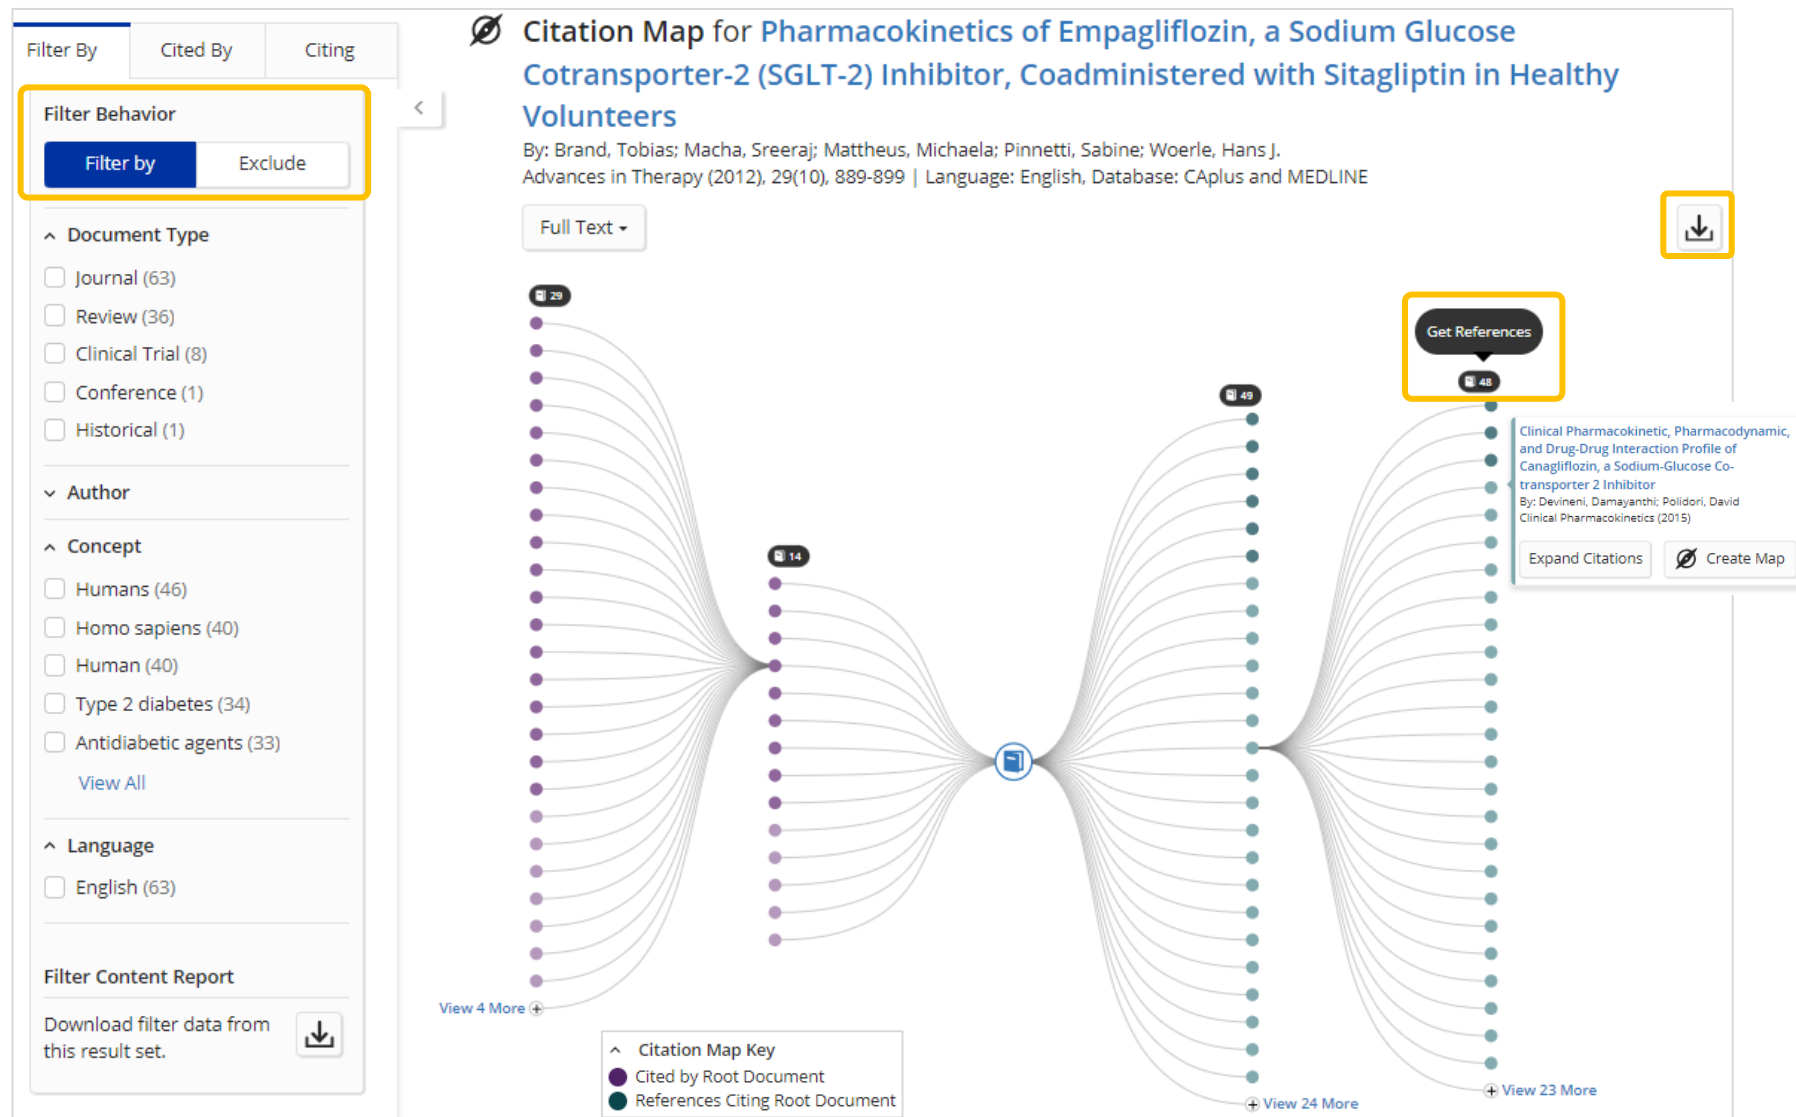 Filter By
Cited By
Citing
Filter Behavior
Filter by
Exclude
Document Type
Journal (63)
Review (36)
Clinical Trial (8)
Conference (1)
Historical (1)
Author
Concept
Humans (46)
Homo sapiens (40)
Human (40)
Type 2 diabetes (34)
Antidiabetic agents (33)
View All
Language
English (63)
Filter Content Report
Download filter data from
this result set.
Citation Map for Pharmacokinetics of Empagliflozin, a Sodium Glucose
Cotransporter-2 (SGLT-2) Inhibitor, Coadministered with Sitagliptin in Healthy
Volunteers
By: Brand, Tobias; Macha, Sreeraj; Mattheus, Michaela; Pinnetti, Sabine; Woerle, Hans J.
Advances in Therapy (2012), 29(10), 889-899 | Language: English, Database: CAplus and MEDLINE
Full Text
29
14
49
Get References
48
Clinical Pharmacokinetic, Pharmacodynamic,
and Drug-Drug Interaction Profile of
Canagliflozin, a Sodium-Glucose Co-
transporter 2 Inhibitor
By: Devineni, Damayanthi; Polidori, David
Clinical Pharmacokinetics (2015)
Expand Citations
Create Map
View 4 More
View 24 More
View 23 More
Citation Map Key
Cited by Root Document
References Citing Root Document